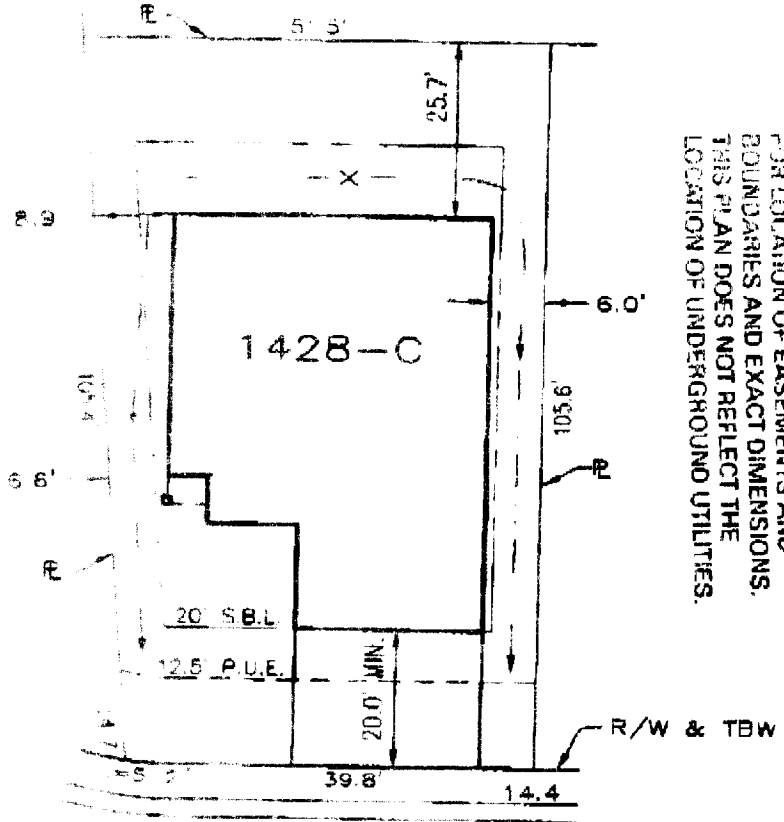 ℄
25.7'
X
8.9
1428-C
6.0'
105.6'
℄
6.6'
℄
20' S.B.L.
12.5' P.U.E.
20.0' MIN.
R/W & TBW
39.8'
14.4
FOR LOCATION OF EASEMENTS AND
BOUNDARIES AND EXACT DIMENSIONS.
THIS PLAN DOES NOT REFLECT THE
LOCATION OF UNDERGROUND UTILITIES.